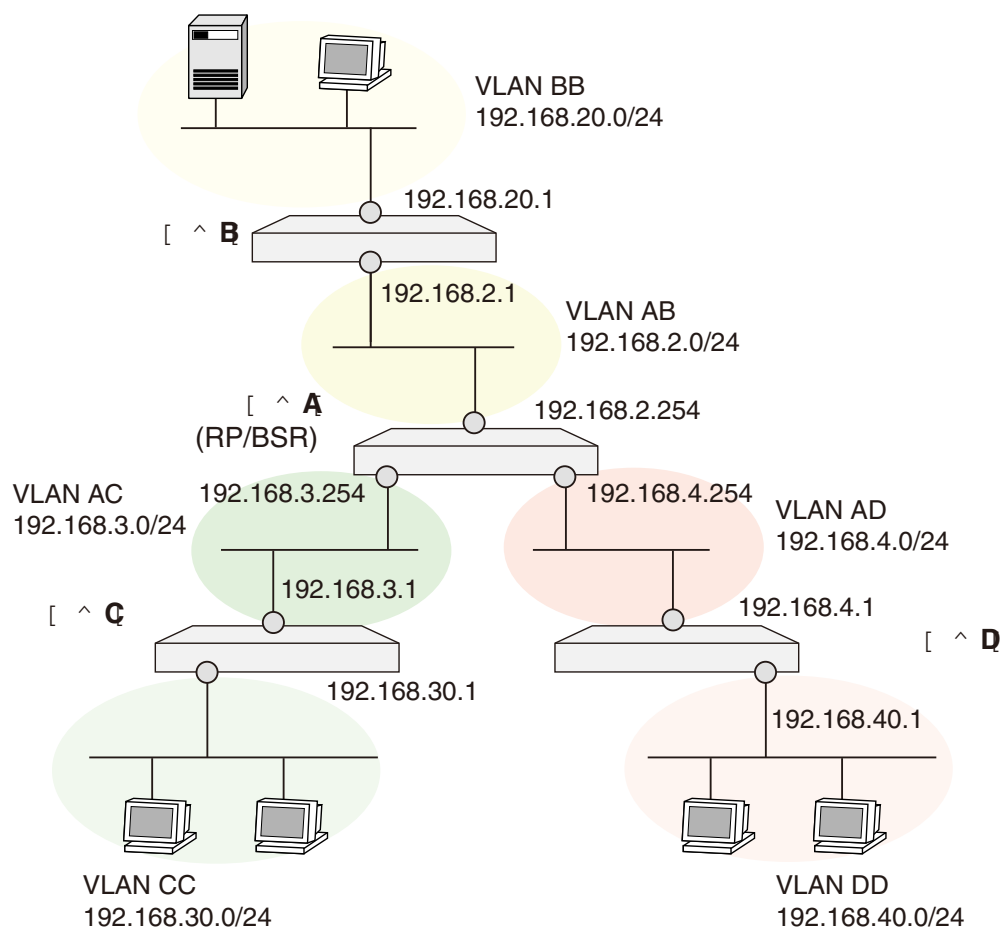 VLAN BB
192.168.20.0/24
192.168.20.1
B
192.168.2.1
VLAN AB
192.168.2.0/24
A
(RP/BSR)
192.168.2.254
VLAN AC
192.168.3.0/24
192.168.3.254
192.168.4.254
VLAN AD
192.168.4.0/24
192.168.3.1
C
192.168.4.1
D
192.168.30.1
192.168.40.1
VLAN CC
192.168.30.0/24
VLAN DD
192.168.40.0/24